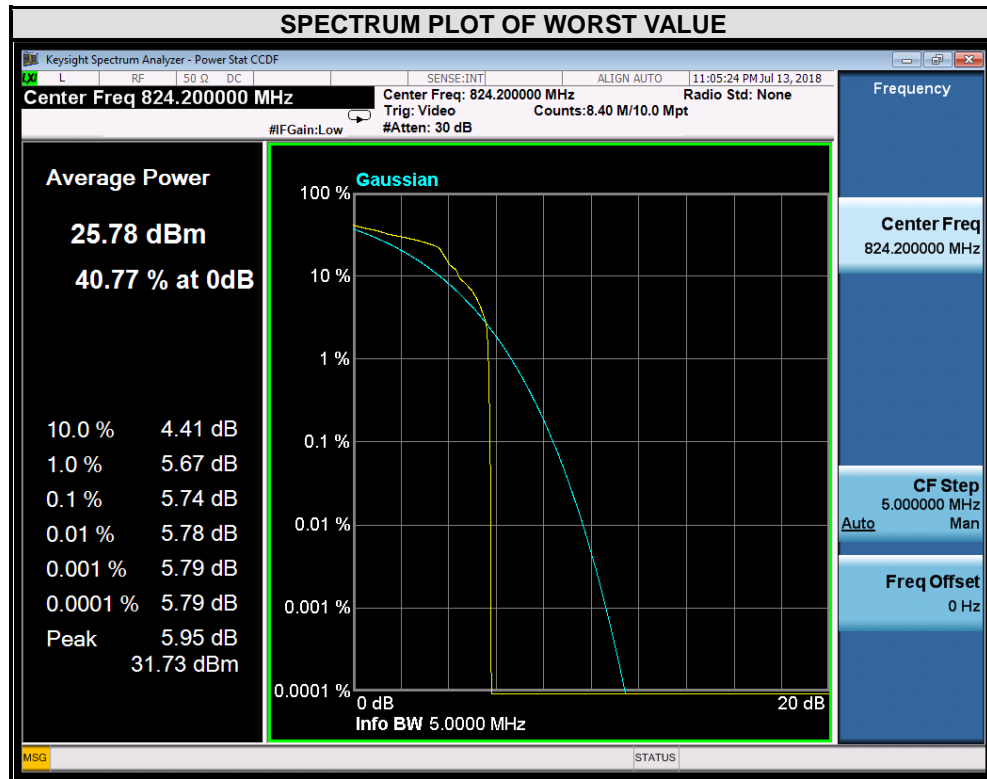 SPECTRUM PLOT OF WORST VALUE
Keysight Spectrum Analyzer - Power Stat CCDF
LXI L RF 50 Ω DC SENSE:INT ALIGN AUTO 11:05:24 PM Jul 13, 2018
Center Freq 824.200000 MHz
Center Freq: 824.200000 MHz Radio Std: None
Trig: Video Counts:8.40 M/10.0 Mpt
#IFGain:Low #Atten: 30 dB
Average Power
25.78 dBm
40.77 % at 0dB
10.0 % 4.41 dB
1.0 % 5.67 dB
0.1 % 5.74 dB
0.01 % 5.78 dB
0.001 % 5.79 dB
0.0001 % 5.79 dB
Peak 5.95 dB
31.73 dBm
Gaussian
100 %
10 %
1 %
0.1 %
0.01 %
0.001 %
0.0001 %
0 dB 20 dB
Info BW 5.0000 MHz
Frequency
Center Freq
824.200000 MHz
CF Step
5.000000 MHz
Auto Man
Freq Offset
0 Hz
MSG STATUS